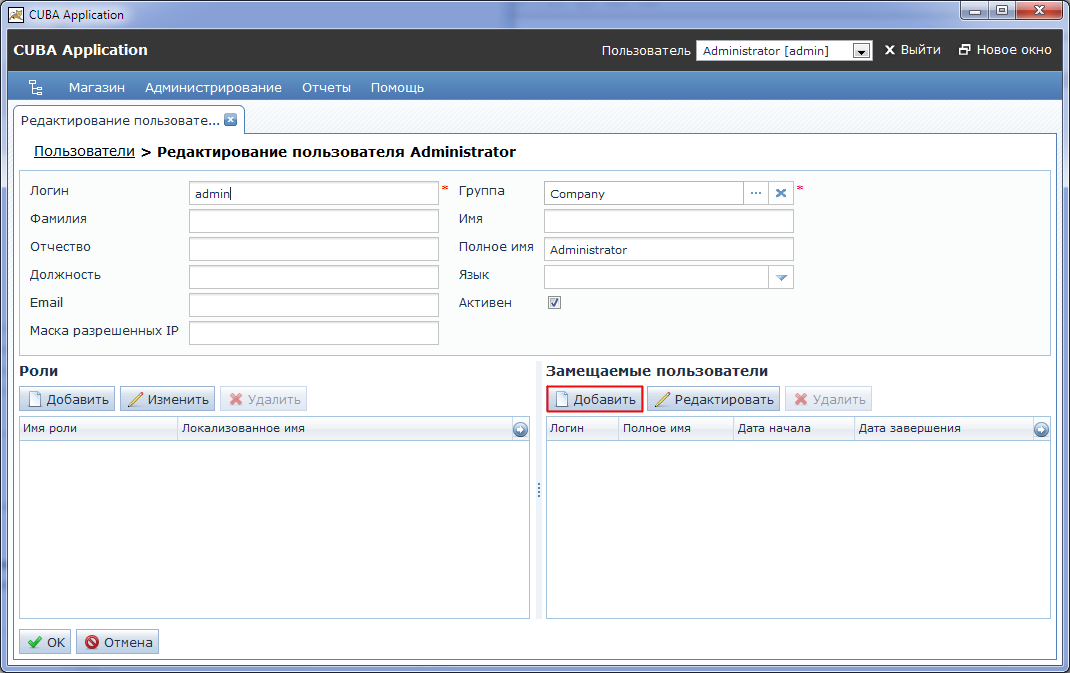 CUBA Application
CUBA Application
Пользователь Administrator [admin] Выйти Новое окно
Магазин Администрирование Отчеты Помощь
Редактирование пользовате...
Пользователи > Редактирование пользователя Administrator
Логин admin * Группа Company ... *
Фамилия Имя
Отчество Полное имя Administrator
Должность Язык
Email Активен
Маска разрешенных IP
Роли Замещаемые пользователи
Добавить Изменить Удалить Добавить Редактировать Удалить
Имя роли Локализованное имя Логин Полное имя Дата начала Дата завершения
OK Отмена